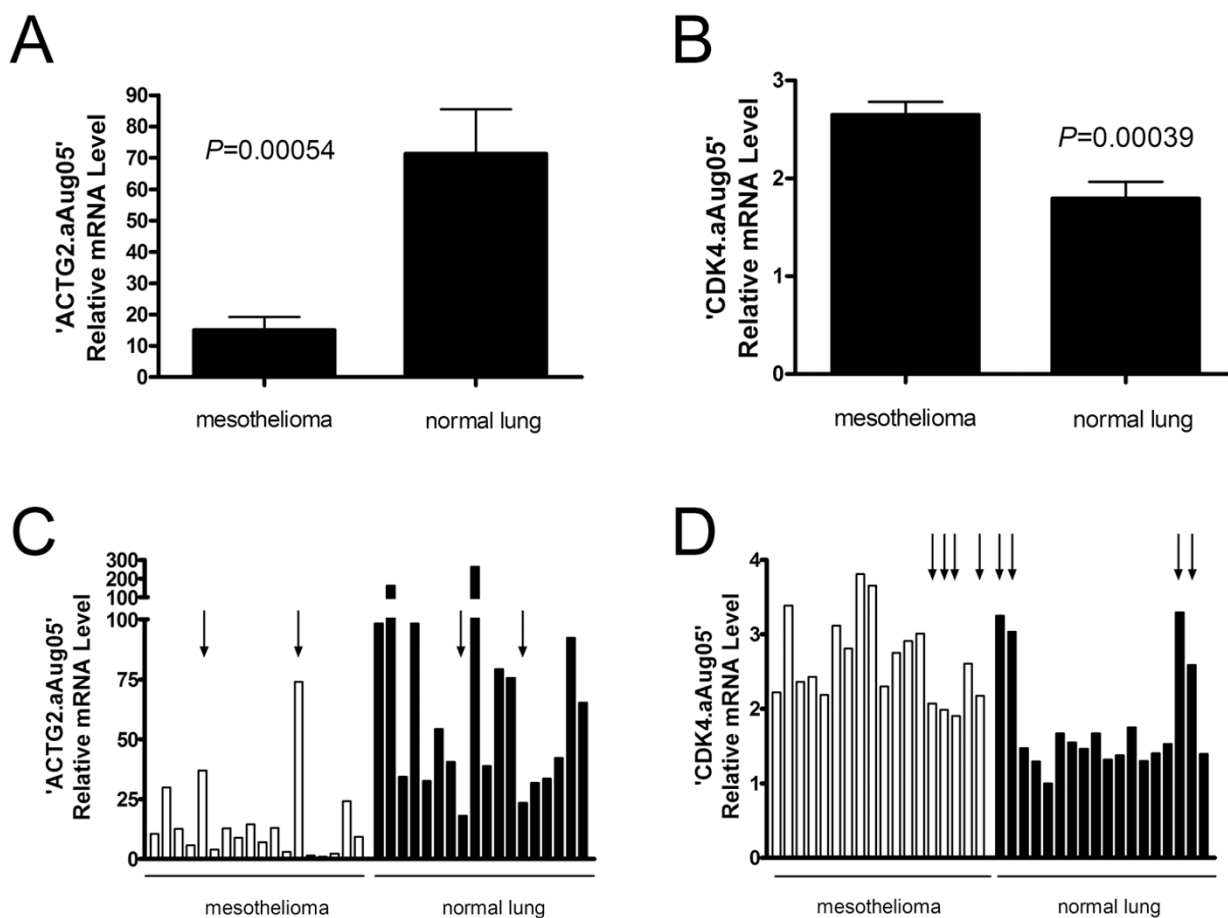 A
'ACTG2.aAug05'
Relative mRNA Level
90
80
70
60
50
40
30
20
10
0
P=0.00054
mesothelioma
normal lung
B
'CDK4.aAug05'
Relative mRNA Level
3
2
1
0
P=0.00039
mesothelioma
normal lung
C
'ACTG2.aAug05'
Relative mRNA Level
300
200
100
100
75
50
25
0
mesothelioma
normal lung
D
'CDK4.aAug05'
Relative mRNA Level
4
3
2
1
0
mesothelioma
normal lung